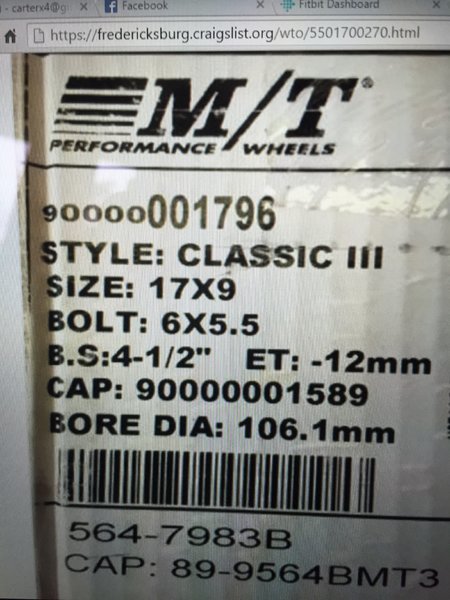 - carterx4@g
Facebook
Fitbit Dashboard
https://fredericksburg.craigslist.org/wto/5501700270.html
M/T®
PERFORMANCE WHEELS
90000001796
STYLE: CLASSIC III
SIZE: 17X9
BOLT: 6X5.5
B.S:4-1/2" ET: -12mm
CAP: 90000001589
BORE DIA: 106.1mm
564-7983B
CAP: 89-9564BMT3